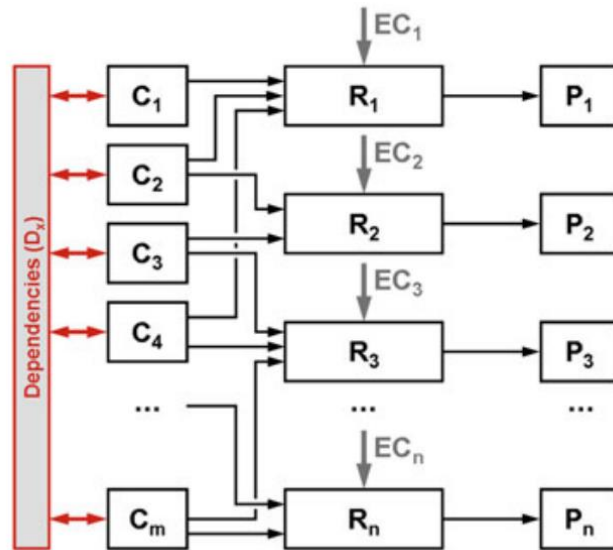 EC₁
C₁ R₁ P₁
EC₂
C₂ R₂ P₂
C₃
EC₃
C₄ R₃ P₃
... ... ...
ECₙ
Cₘ Rₙ Pₙ
Dependencies (Dₓ)